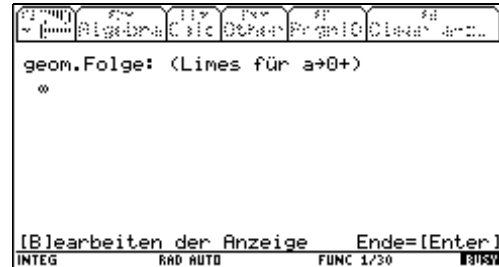 Algebra Calc Other PrgmIO Clear a-z…
geom.Folge: (Limes für a→0+)
∞
[B]earbeiten der Anzeige Ende=[Enter]
INTEG RAD AUTO FUNC 1/30 BUSY